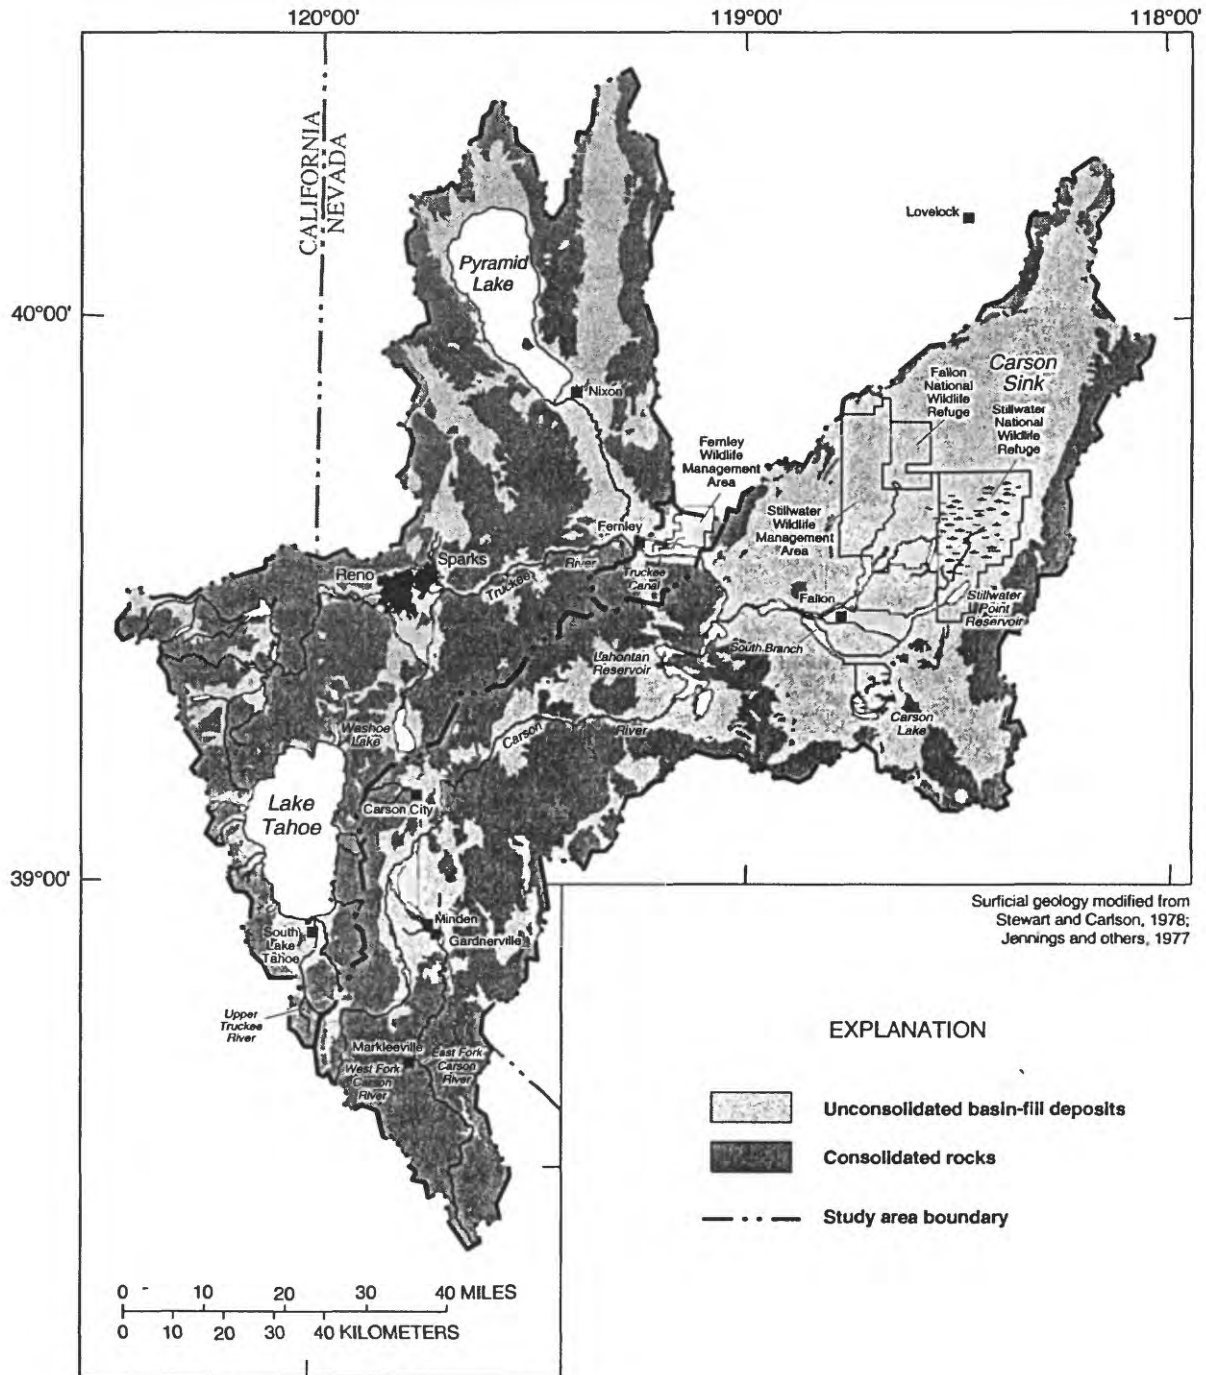 120°00'
119°00'
118°00'
CALIFORNIA
NEVADA
Lovelock
Pyramid
Lake
40°00'
Carson
Sink
Fallon
National
Wildlife
Refuge
Stillwater
National
Wildlife
Refuge
Nixon
Fernley
Wildlife
Management
Area
Stillwater
Wildlife
Management
Area
Fernley
Sparks
Reno
Truckee
River
Truckee
Canal
Fallon
Stillwater
Point
Reservoir
South Branch
Lahontan
Reservoir
Washoe
Lake
Carson
River
Carson
Lake
Lake
Tahoe
Carson City
39°00'
Surficial geology modified from
Stewart and Carlson, 1978;
Jennings and others, 1977
Minden
Gardnerville
South
Lake
Tahoe
Upper
Truckee
River
Markleeville
West Fork
Carson
River
East Fork
Carson
River
EXPLANATION
Unconsolidated basin-fill deposits
Consolidated rocks
Study area boundary
0 10 20 30 40 MILES
0 10 20 30 40 KILOMETERS